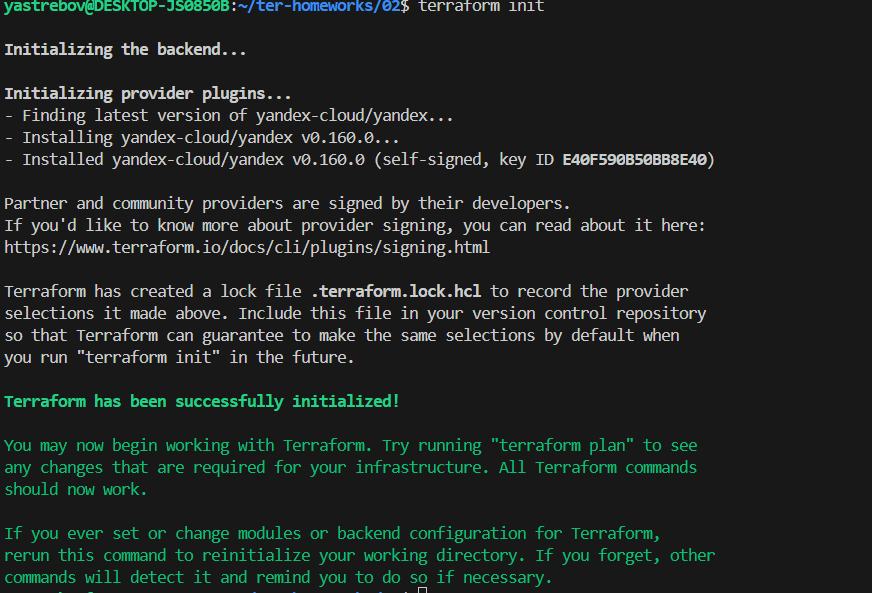 yastrebov@DESKTOP-JS0850B:~/ter-homeworks/02$ terraform init
Initializing the backend...
Initializing provider plugins...
- Finding latest version of yandex-cloud/yandex...
- Installing yandex-cloud/yandex v0.160.0...
- Installed yandex-cloud/yandex v0.160.0 (self-signed, key ID E40F590B50BB8E40)
Partner and community providers are signed by their developers.
If you'd like to know more about provider signing, you can read about it here:
https://www.terraform.io/docs/cli/plugins/signing.html
Terraform has created a lock file .terraform.lock.hcl to record the provider
selections it made above. Include this file in your version control repository
so that Terraform can guarantee to make the same selections by default when
you run "terraform init" in the future.
Terraform has been successfully initialized!
You may now begin working with Terraform. Try running "terraform plan" to see
any changes that are required for your infrastructure. All Terraform commands
should now work.
If you ever set or change modules or backend configuration for Terraform,
rerun this command to reinitialize your working directory. If you forget, other
commands will detect it and remind you to do so if necessary.